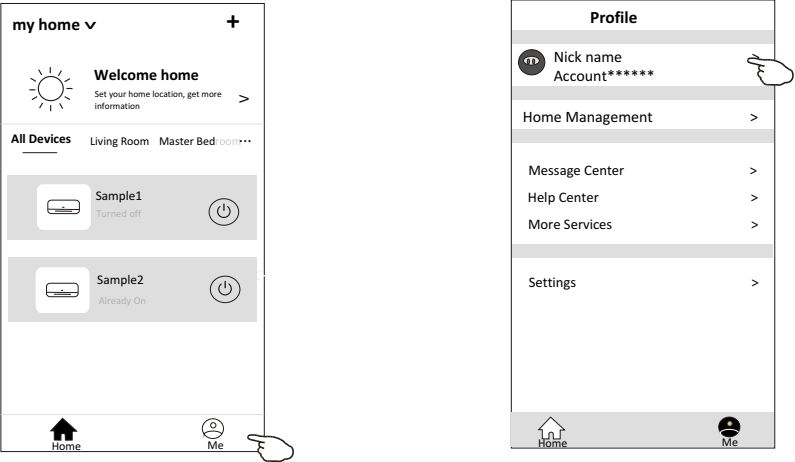 my home +
Welcome home
Set your home location, get more
information
>
All Devices Living Room Master Bedroom ···
Sample1
Turned off
Sample2
Already On
Home Me
Profile
Nick name
Account******
Home Management >
Message Center >
Help Center >
More Services >
Settings >
Home Me